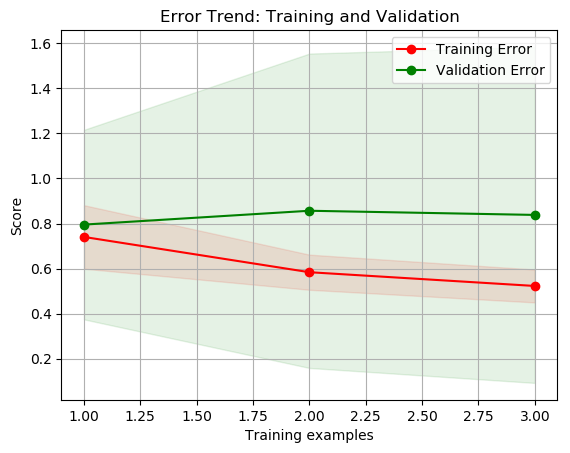 Error Trend: Training and Validation
Training Error
Validation Error
1.6
1.4
1.2
1.0
0.8
0.6
0.4
0.2
Score
1.00 1.25 1.50 1.75 2.00 2.25 2.50 2.75 3.00
Training examples